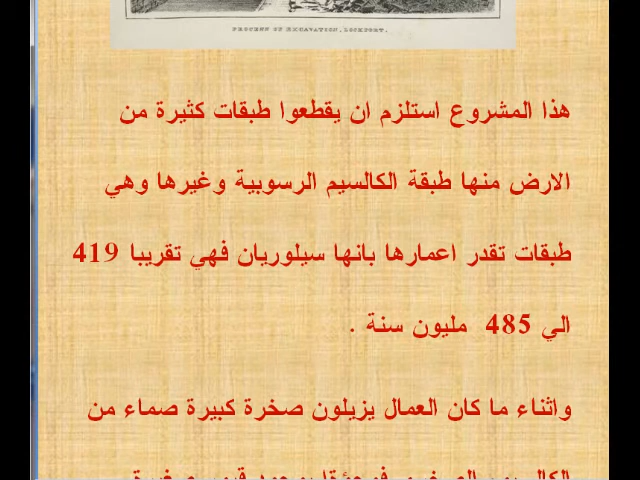 PROCESS OF EXCAVATION, LOCKPORT.
هذا المشروع استلزم ان يقطعوا طبقات كثيرة من
الارض منها طبقة الكالسيم الرسوبية وغيرها وهي
طبقات تقدر اعمارها بانها سيلوريان فهي تقريبا 419
الي 485 مليون سنة .
واثناء ما كان العمال يزيلون صخرة كبيرة صماء من